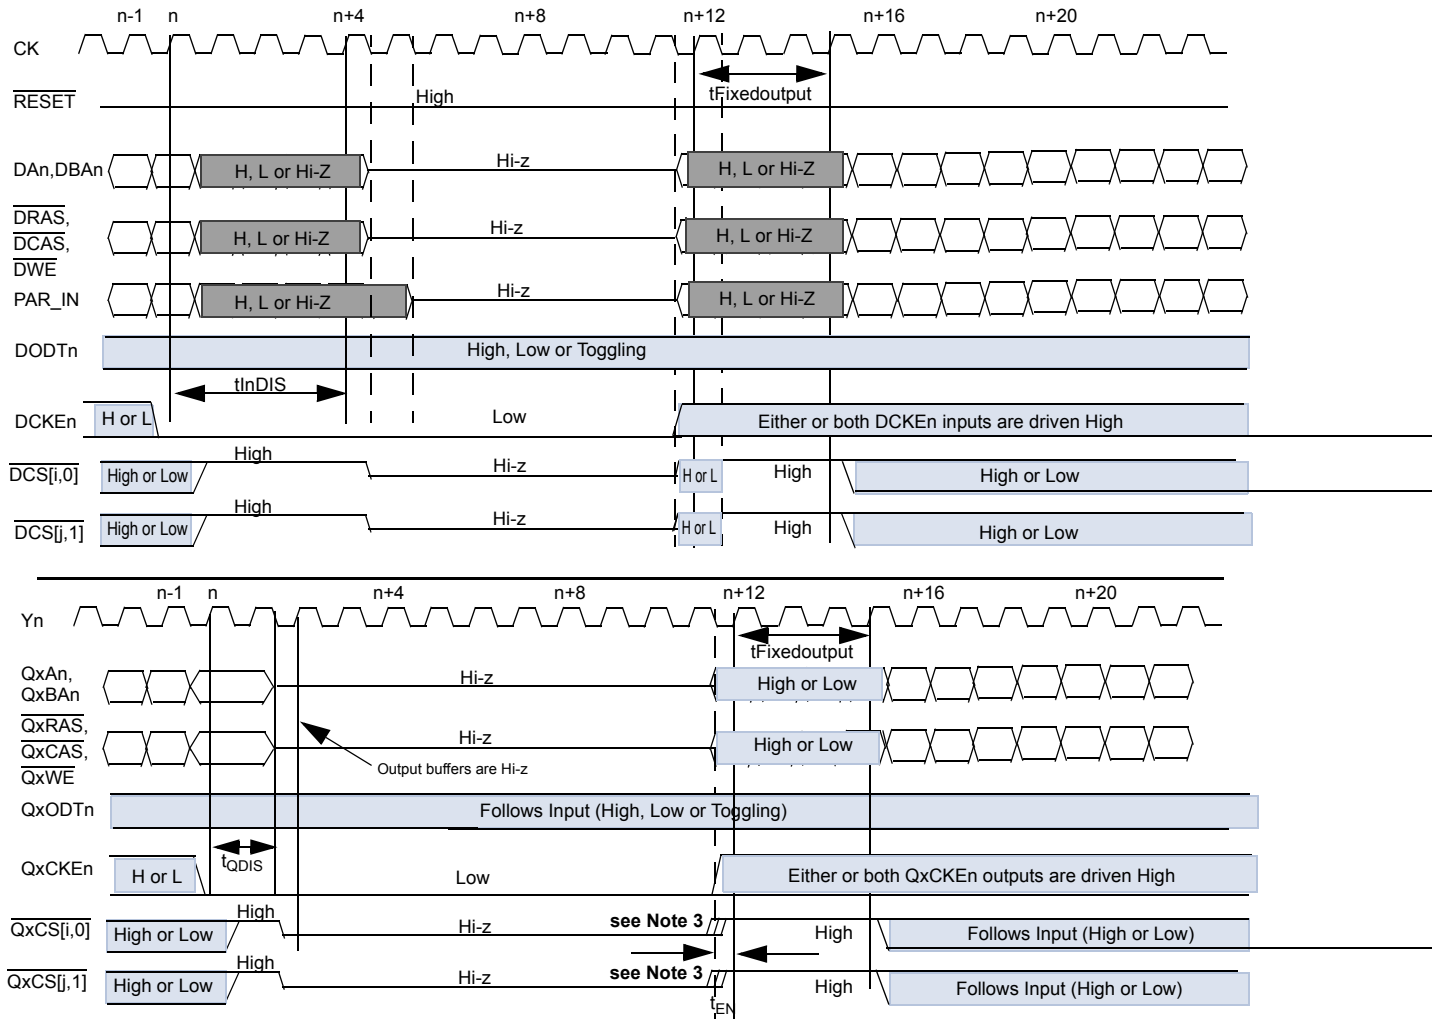 n-1 n n+4 n+8 n+12 n+16 n+20
CK
tFixedoutput
RESET High
DAn,DBAn H, L or Hi-Z Hi-z H, L or Hi-Z
DRAS,
DCAS, H, L or Hi-Z Hi-z H, L or Hi-Z
DWE
PAR_IN H, L or Hi-Z Hi-z H, L or Hi-Z
DODTn High, Low or Toggling
tInDIS
DCKEn H or L Low Either or both DCKEn inputs are driven High
DCS[i,0] High or Low High Hi-z H or L High High or Low
DCS[j,1] High or Low High Hi-z H or L High High or Low
n-1 n n+4 n+8 n+12 n+16 n+20
Yn
tFixedoutput
QxAn,
QxBAn Hi-z High or Low
QxRAS,
QxCAS, Hi-z High or Low
QxWE
Output buffers are Hi-z
QxODTn Follows Input (High, Low or Toggling)
tQDIS
QxCKEn H or L Low Either or both QxCKEn outputs are driven High
QxCS[i,0] High or Low High Hi-z see Note 3 High Follows Input (High or Low)
QxCS[j,1] High or Low High Hi-z see Note 3 High Follows Input (High or Low)
tEN